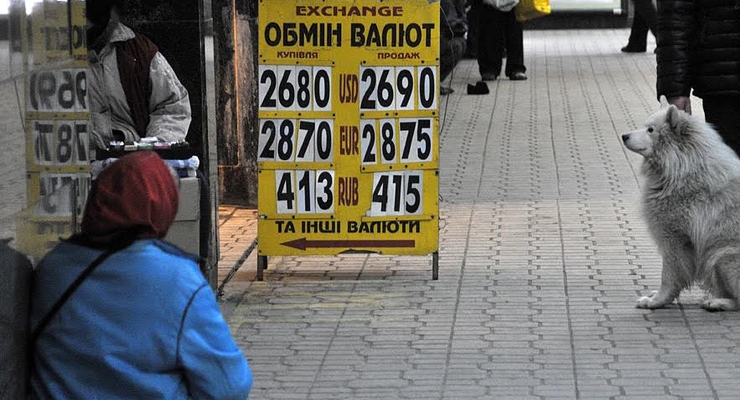 EXCHANGE
ОБМІН ВАЛЮТ
КУПІВЛЯ ПРОДАЖ
2680 USD 2690
2870 EUR 2875
413 RUB 415
ТА ІНШІ ВАЛЮТИ